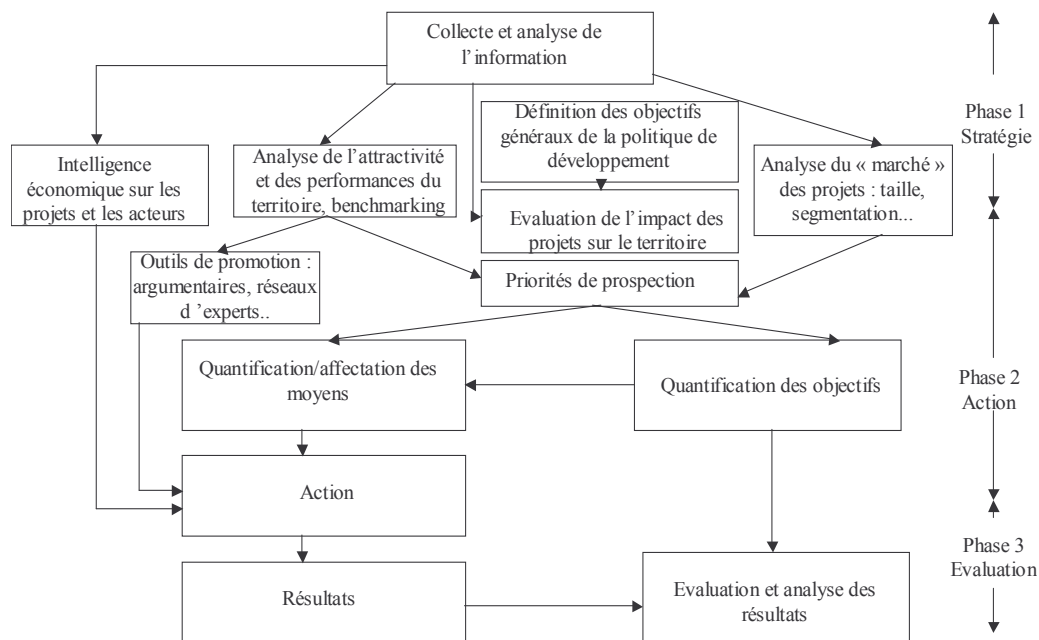 Collecte et analyse de
l’information
Définition des objectifs
généraux de la politique de
développement
Phase 1
Stratégie
Intelligence
économique sur les
projets et les acteurs
Analyse de l’attractivité
et des performances du
territoire, benchmarking
Analyse du « marché »
des projets : taille,
segmentation...
Evaluation de l’impact des
projets sur le territoire
Outils de promotion :
argumentaires, réseaux
d ’experts..
Priorités de prospection
Quantification/affectation des
moyens
Quantification des objectifs
Phase 2
Action
Action
Phase 3
Evaluation
Résultats
Evaluation et analyse des
résultats